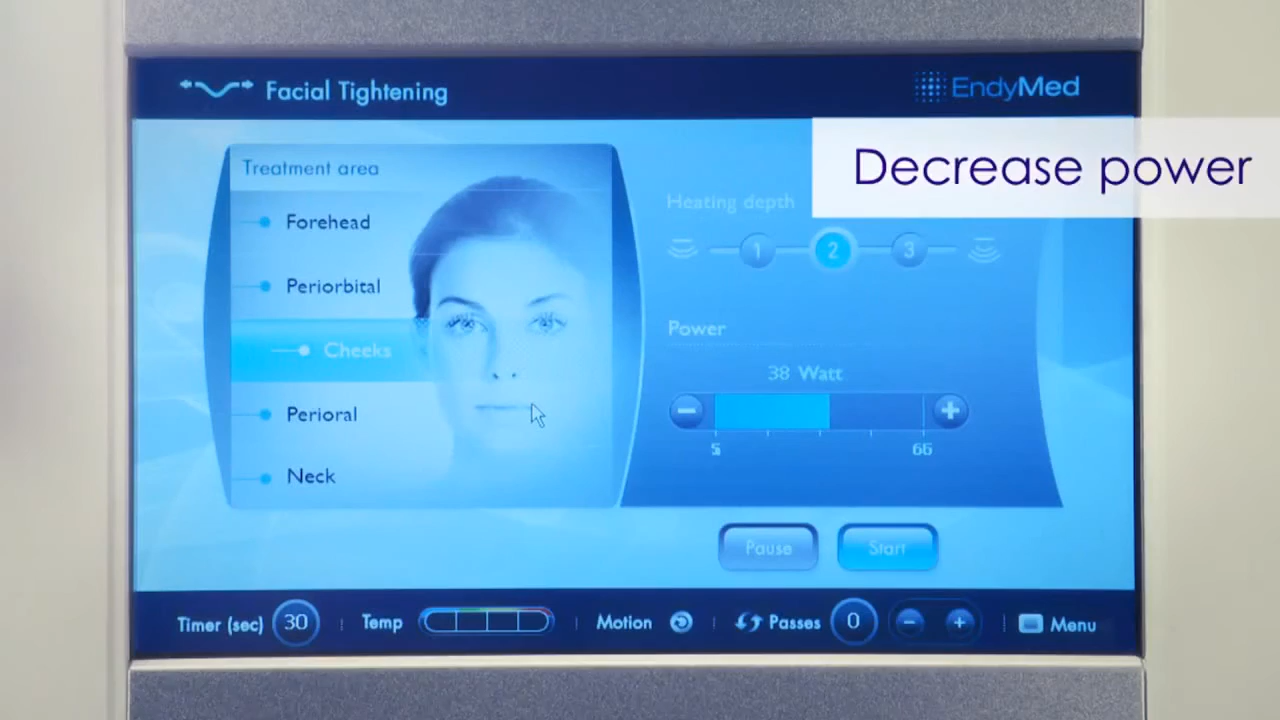 Facial Tightening
EndyMed
Decrease power
Treatment area
Forehead
Periorbital
Cheeks
Perioral
Neck
Heating depth
1 2 3
Power
38 Watt
5 66
Pause Start
Timer (sec) 30 Temp Motion Passes 0 Menu